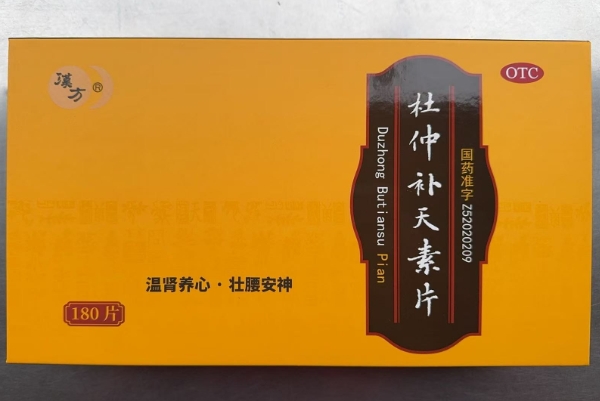 漢方®
OTC
杜仲补天素片
Duzhong Butiansu Pian
国药准字Z52020209
温肾养心·壮腰安神
180片